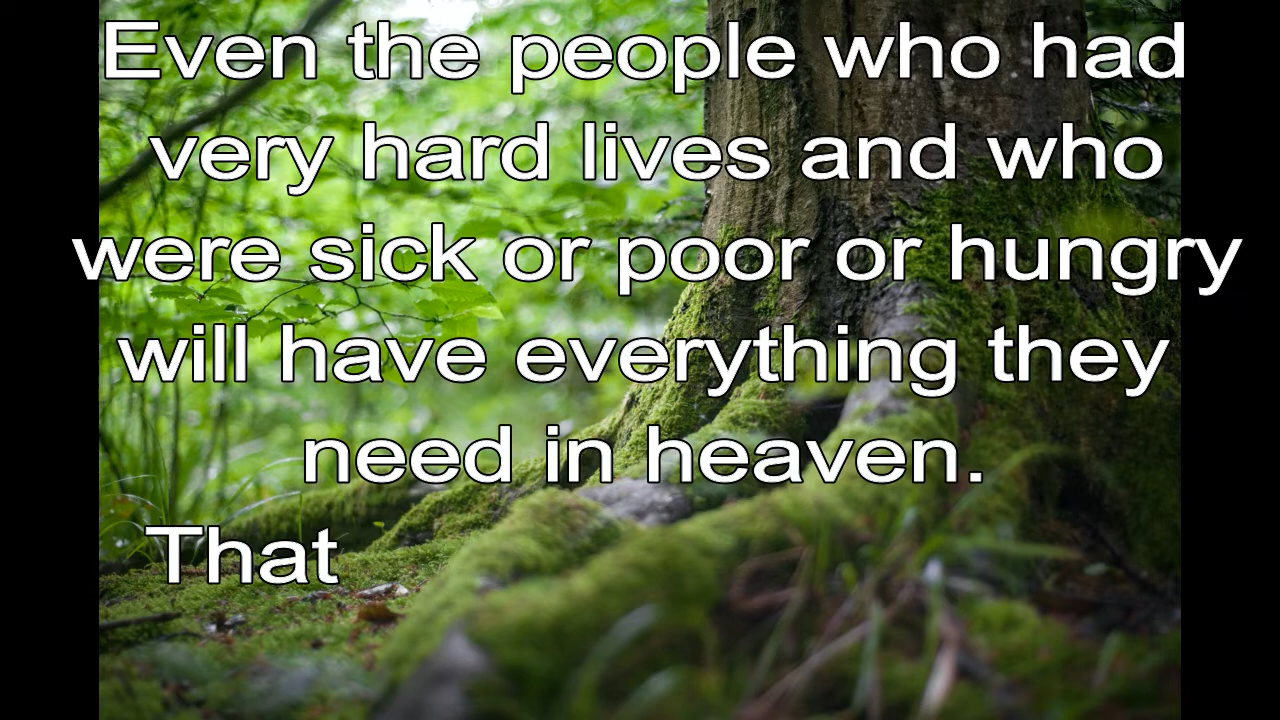 Even the people who had
very hard lives and who
were sick or poor or hungry
will have everything they
need in heaven.
That